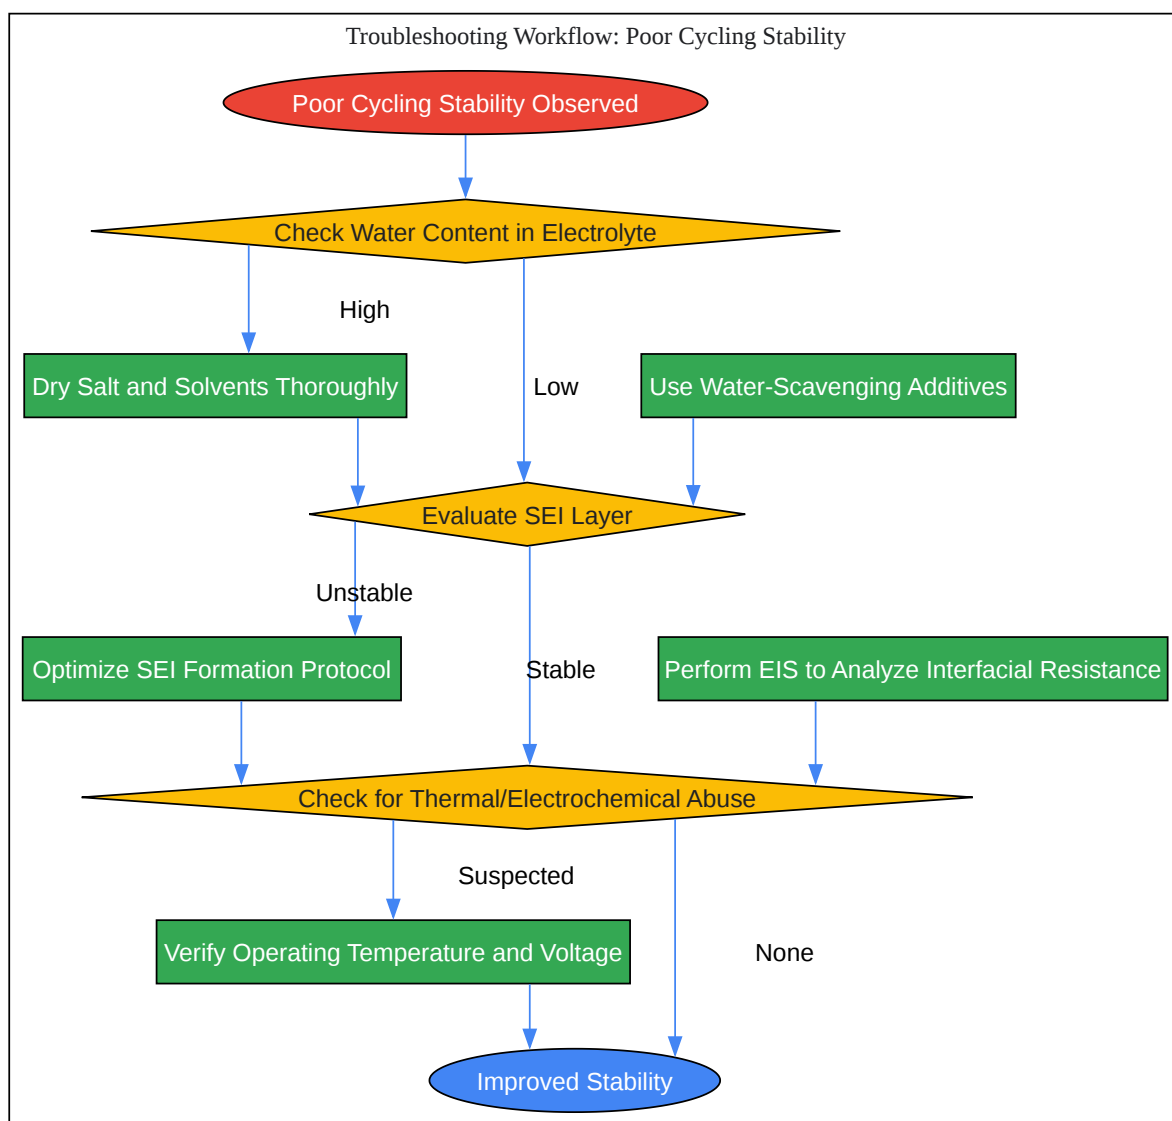 Troubleshooting Workflow: Poor Cycling Stability
Poor Cycling Stability Observed
Check Water Content in Electrolyte
High
Dry Salt and Solvents Thoroughly
Low
Use Water-Scavenging Additives
Evaluate SEI Layer
Unstable
Optimize SEI Formation Protocol
Stable
Perform EIS to Analyze Interfacial Resistance
Check for Thermal/Electrochemical Abuse
Suspected
Verify Operating Temperature and Voltage
None
Improved Stability